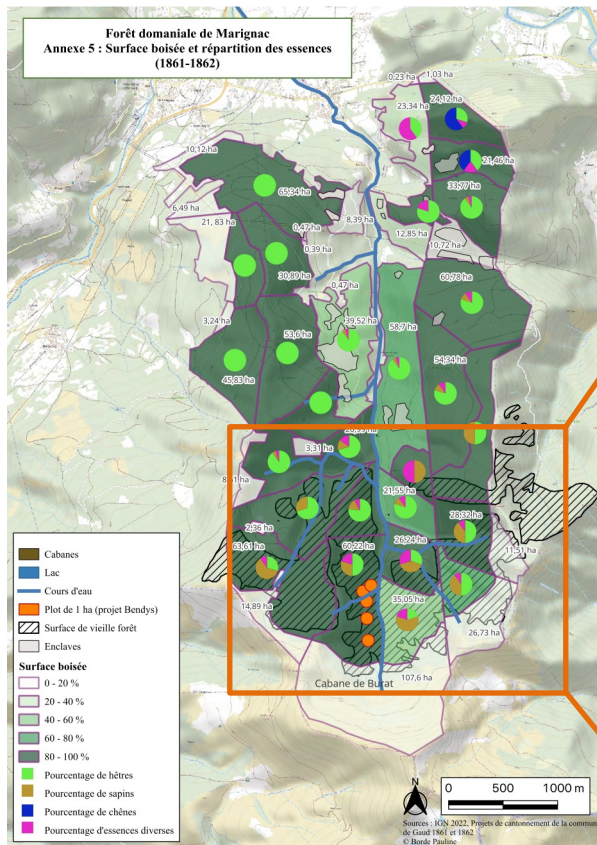 Forêt domaniale de Marignac
Annexe 5 : Surface boisée et répartition des essences
(1861-1862)
0,23 ha
1,03 ha
23,34 ha
24,12 ha
10,12 ha
21,46 ha
65,34 ha
33,77 ha
6,49 ha
21, 83 ha
8,39 ha
0,47 ha
12,85 ha
0,39 ha
10,72 ha
30,89 ha
60,78 ha
0,47 ha
3,24 ha
39,52 ha
58,7 ha
53,6 ha
54,34 ha
45,83 ha
3,31 ha
21,55 ha
28,32 ha
2,36 ha
26,24 ha
63,61 ha
60,22 ha
11,51 ha
14,89 ha
35,05 ha
26,73 ha
107,6 ha
Cabane de Burat
Cabanes
Lac
Cours d'eau
Plot de 1 ha (projet Bendys)
Surface de vieille forêt
Enclaves
Surface boisée
0 - 20 %
20 - 40 %
40 - 60 %
60 - 80 %
80 - 100 %
Pourcentage de hêtres
Pourcentage de sapins
Pourcentage de chênes
Pourcentage d'essences diverses
N
0 500 1000 m
Sources : IGN 2022, Projets de cantonnement de la commun
de Gaud 1861 et 1862
© Borde Pauline